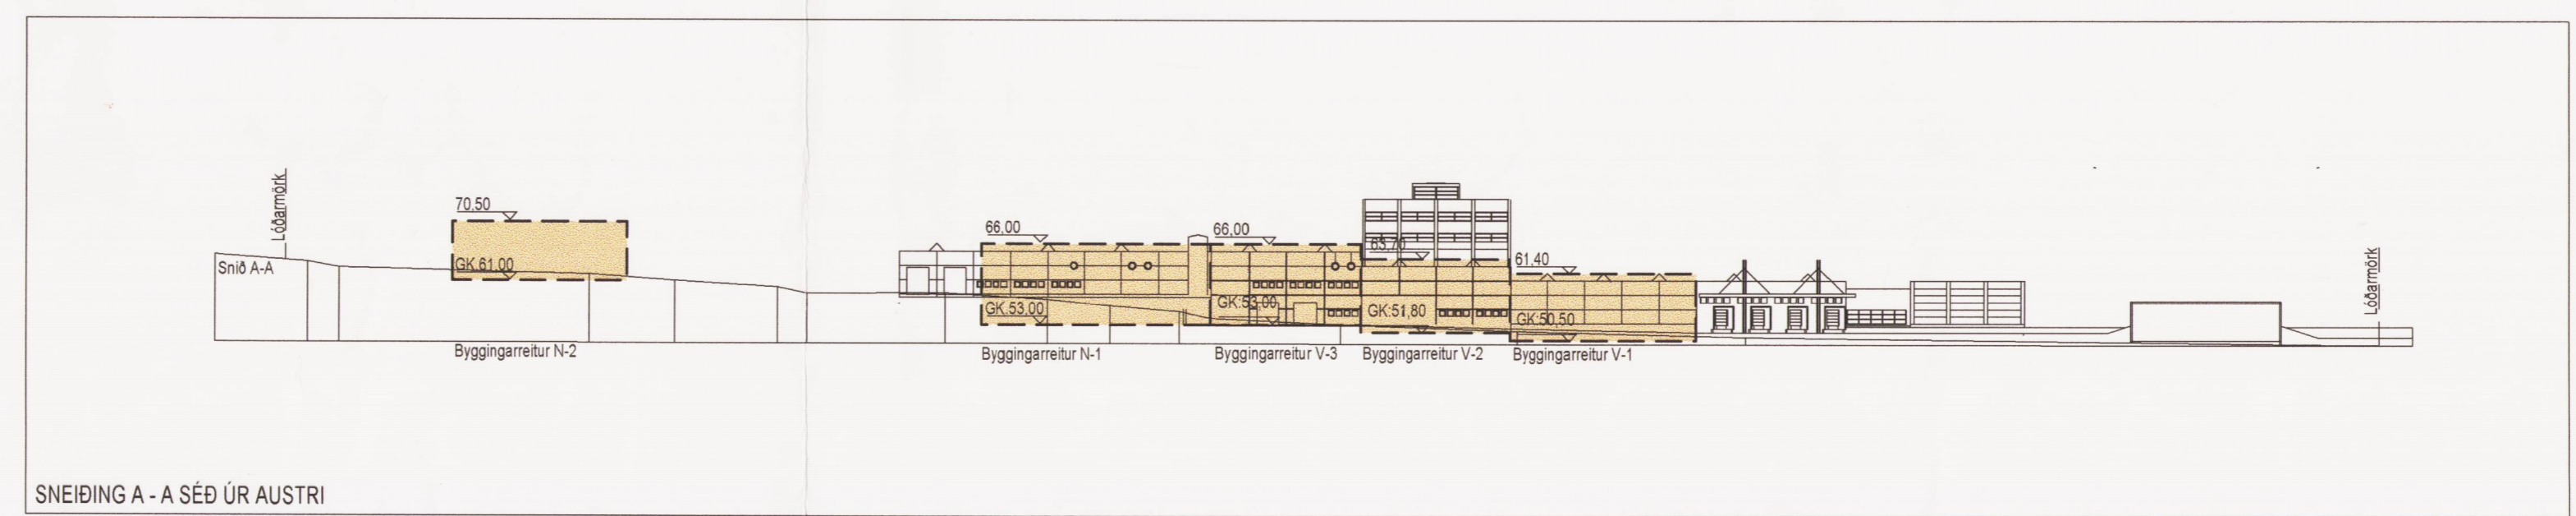 Lóðarmörk
Snið A-A
70,50
GK.61,00
Byggingarreitur N-2
66,00
GK.53,00
Byggingarreitur N-1
66,00
GK:53,00
Byggingarreitur V-3
63,70
GK:51,80
Byggingarreitur V-2
61,40
GK:50,50
Byggingarreitur V-1
Lóðarmörk
SNEIÐING A - A SÉÐ ÚR AUSTRI